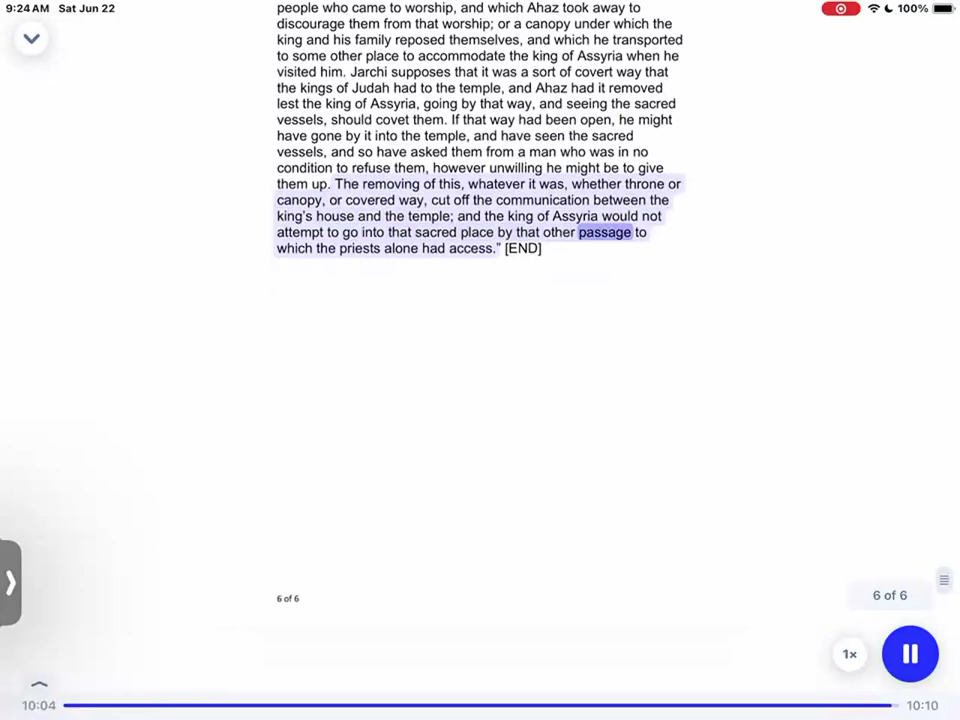 9:24 AM Sat Jun 22
100%
people who came to worship, and which Ahaz took away to
discourage them from that worship; or a canopy under which the
king and his family reposed themselves, and which he transported
to some other place to accommodate the king of Assyria when he
visited him. Jarchi supposes that it was a sort of covert way that
the kings of Judah had to the temple, and Ahaz had it removed
lest the king of Assyria, going by that way, and seeing the sacred
vessels, should covet them. If that way had been open, he might
have gone by it into the temple, and have seen the sacred
vessels, and so have asked them from a man who was in no
condition to refuse them, however unwilling he might be to give
them up. The removing of this, whatever it was, whether throne or
canopy, or covered way, cut off the communication between the
king's house and the temple; and the king of Assyria would not
attempt to go into that sacred place by that other passage to
which the priests alone had access.” [END]
6 of 6
6 of 6
1×
10:04
10:10